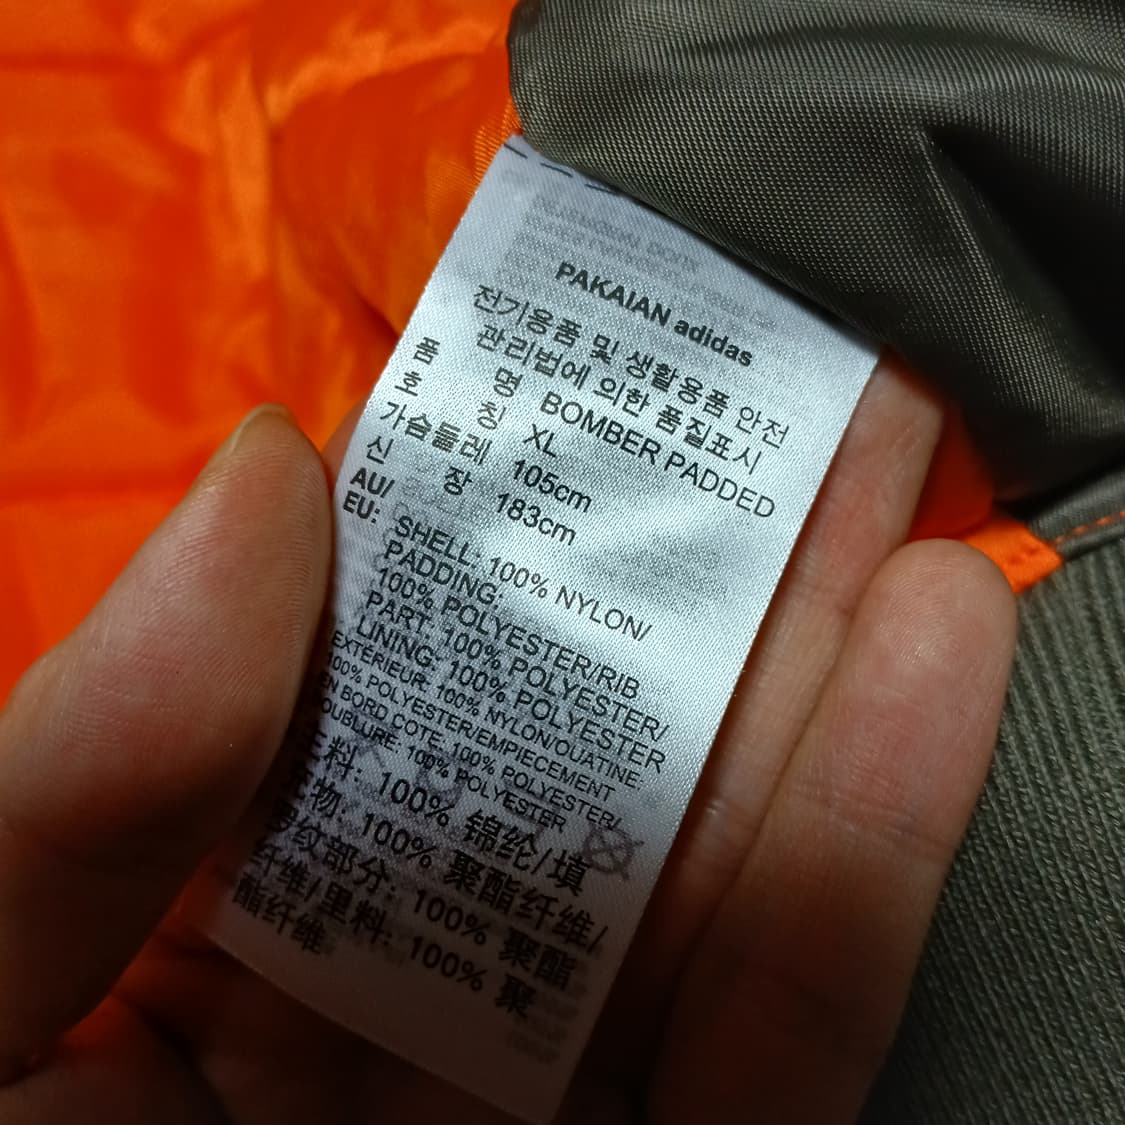 PAKAIAN adidas
전기용품 및 생활용품 안전
관리법에 의한 품질표시
품 명 BOMBER PADDED
호 칭 XL
가슴둘레 105cm
신 장 183cm
AU/
EU:
SHELL: 100% NYLON/
PADDING:
100% POLYESTER/RIB
PART: 100% POLYESTER/
LINING: 100% POLYESTER
EXTÉRIEUR: 100% NYLON/OUATINE:
100% POLYESTER/EMPIECEMENT
EN BORD COTE: 100% POLYESTER/
DOUBLURE: 100% POLYESTER
主料: 100% 锦纶/填
充物: 100% 聚酯纤维/
罗纹部分: 100% 聚酯
纤维/里料: 100% 聚
酯纤维